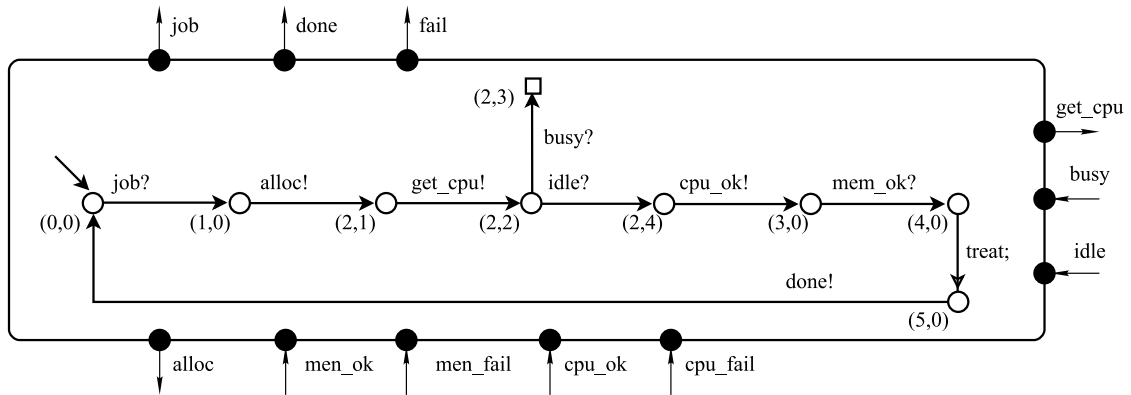 job done fail
(2,3) get_cpu
busy?
job? alloc! get_cpu! idle? cpu_ok! mem_ok? busy
(0,0) (1,0) (2,1) (2,2) (2,4) (3,0) (4,0)
treat; idle
done!
(5,0)
alloc men_ok men_fail cpu_ok cpu_fail